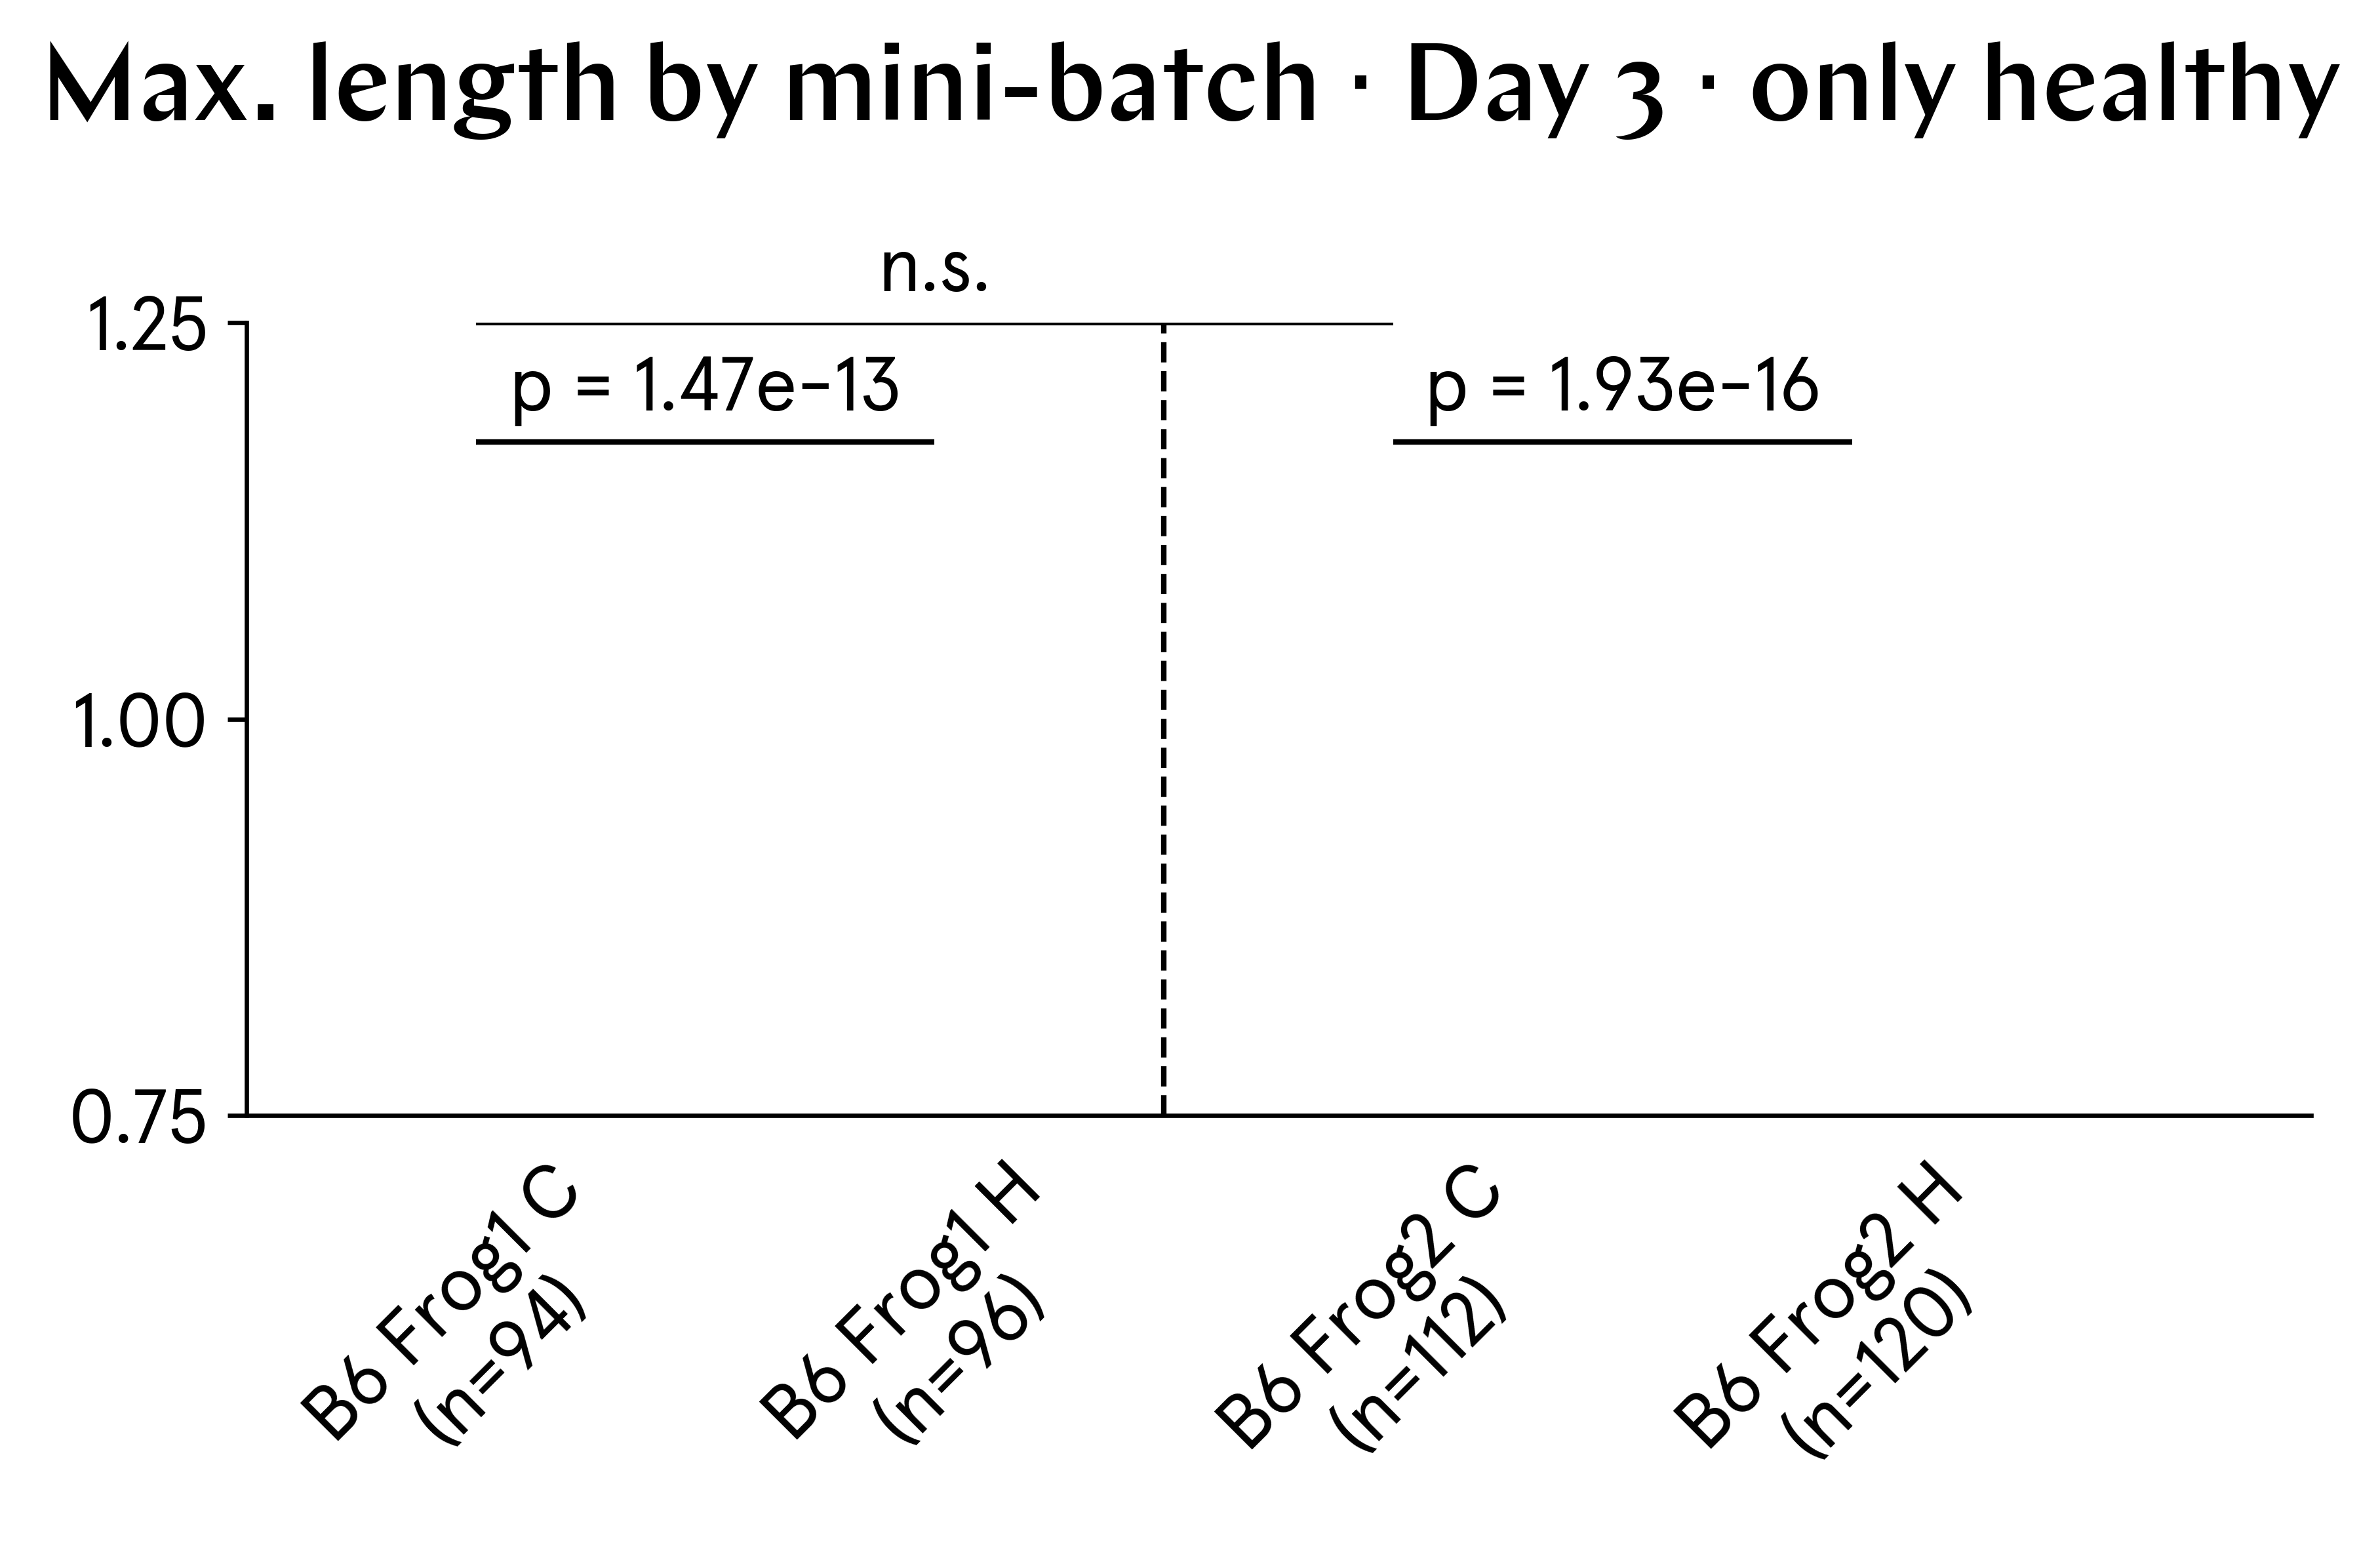 Max. length by mini-batch · Day 3 · only healthy
n.s.
1.25
p = 1.47e-13
p = 1.93e-16
1.00
0.75
B6 Frog1 C
(n=94)
B6 Frog1 H
(n=96)
B6 Frog2 C
(n=112)
B6 Frog2 H
(n=120)